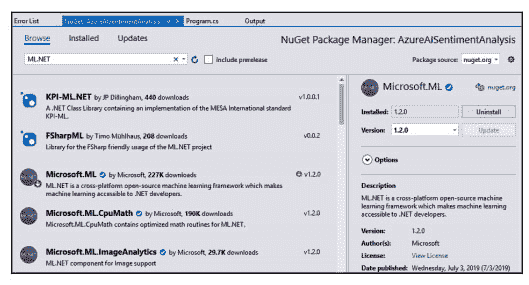 Error List
NuGet: AzureAISentimentAnalysis
Program.cs
Output
Browse
Installed
Updates
NuGet Package Manager: AzureAISentimentAnalysis
ML.NET
Include prerelease
Package source: nuget.org
KPI-ML.NET by JP Dillingham, 440 downloads
v1.0.0.1
A .NET Class Library containing an implementation of the MESA International standard
KPI-ML.
FSharpML by Timo Mühlhaus, 208 downloads
v0.0.2
Library for the FSharp friendly usage of the ML.NET project
Microsoft.ML by Microsoft, 227K downloads
v1.2.0
ML.NET is a cross-platform open-source machine learning framework which makes
machine learning accessible to .NET developers.
Microsoft.ML.CpuMath by Microsoft, 190K downloads
v1.2.0
Microsoft.ML.CpuMath contains optimized math routines for ML.NET.
Microsoft.ML.ImageAnalytics by Microsoft, 29.7K downloads
v1.2.0
ML.NET component for Image support
Microsoft.ML
nuget.org
Installed: 1.2.0
Uninstall
Version: 1.2.0
Update
Options
Description
ML.NET is a cross-platform open-source machine
learning framework which makes machine learning
accessible to .NET developers.
Version: 1.2.0
Author(s): Microsoft
License: View License
Date published: Wednesday, July 3, 2019 (7/3/2019)